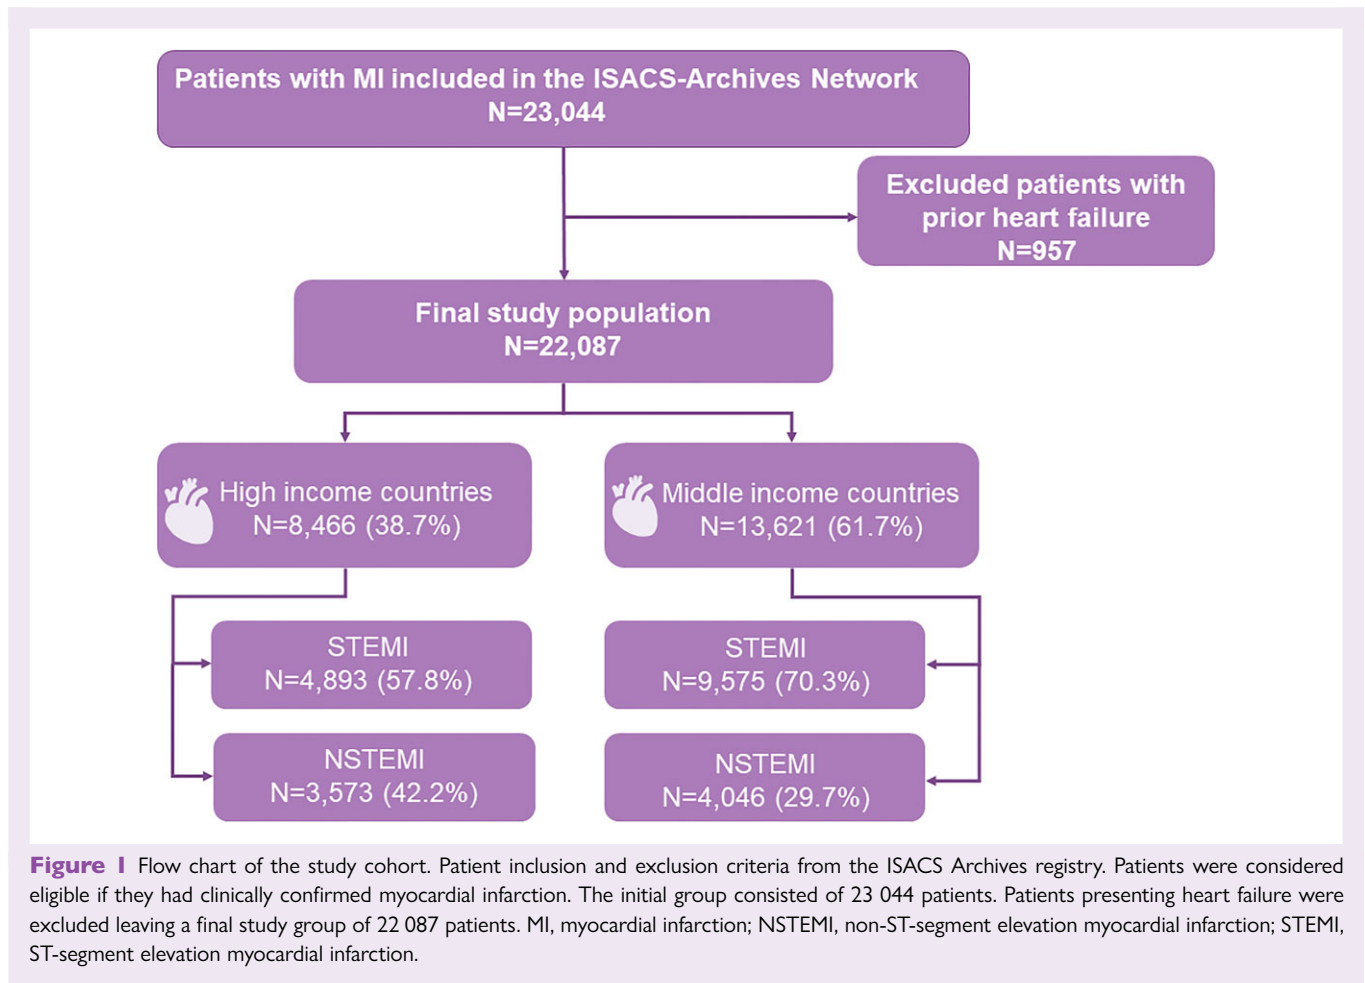 Patients with MI included in the ISACS-Archives Network
N=23,044
Excluded patients with
prior heart failure
N=957
Final study population
N=22,087
High income countries
N=8,466 (38.7%)
Middle income countries
N=13,621 (61.7%)
STEMI
N=4,893 (57.8%)
STEMI
N=9,575 (70.3%)
NSTEMI
N=3,573 (42.2%)
NSTEMI
N=4,046 (29.7%)
Figure 1 Flow chart of the study cohort. Patient inclusion and exclusion criteria from the ISACS Archives registry. Patients were considered
eligible if they had clinically confirmed myocardial infarction. The initial group consisted of 23 044 patients. Patients presenting heart failure were
excluded leaving a final study group of 22 087 patients. MI, myocardial infarction; NSTEMI, non-ST-segment elevation myocardial infarction; STEMI,
ST-segment elevation myocardial infarction.